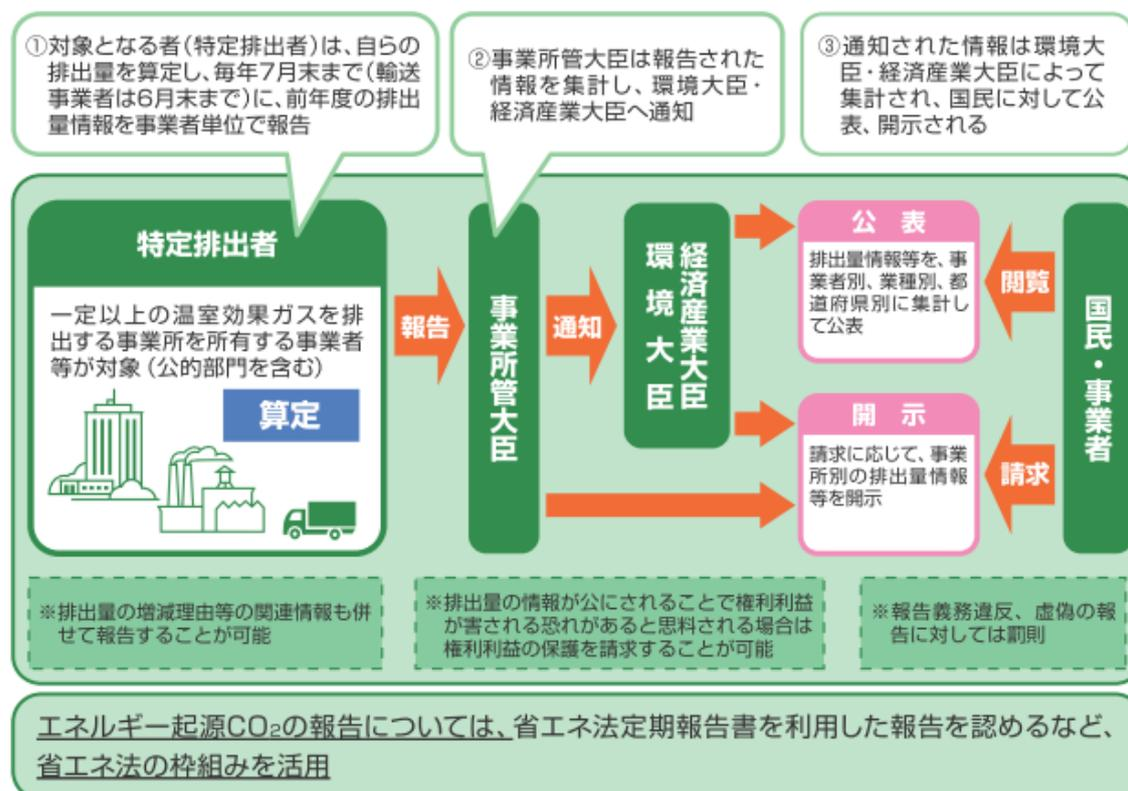 ①対象となる者(特定排出者)は、自らの
排出量を算定し、毎年7月末まで(輸送
事業者は6月末まで)に、前年度の排出
量情報を事業者単位で報告
②事業所管大臣は報告された
情報を集計し、環境大臣・
経済産業大臣へ通知
③通知された情報は環境大
臣・経済産業大臣によって
集計され、国民に対して公
表、開示される
特定排出者
一定以上の温室効果ガスを排
出する事業所を所有する事業者
等が対象(公的部門を含む)
算定
報告
事業所管大臣
通知
経済産業大臣
環境大臣
公 表
排出量情報等を、事
業者別、業種別、都
道府県別に集計し
て公表
開 示
請求に応じて、事業
所別の排出量情報
等を開示
閲覧
請求
国民・事業者
※排出量の増減理由等の関連情報も併
せて報告することが可能
※排出量の情報が公にされることで権利利益
が害される恐れがあると思料される場合は
権利利益の保護を請求することが可能
※報告義務違反、虚偽の報
告に対しては罰則
エネルギー起源CO₂の報告については、省エネ法定期報告書を利用した報告を認めるなど、
省エネ法の枠組みを活用